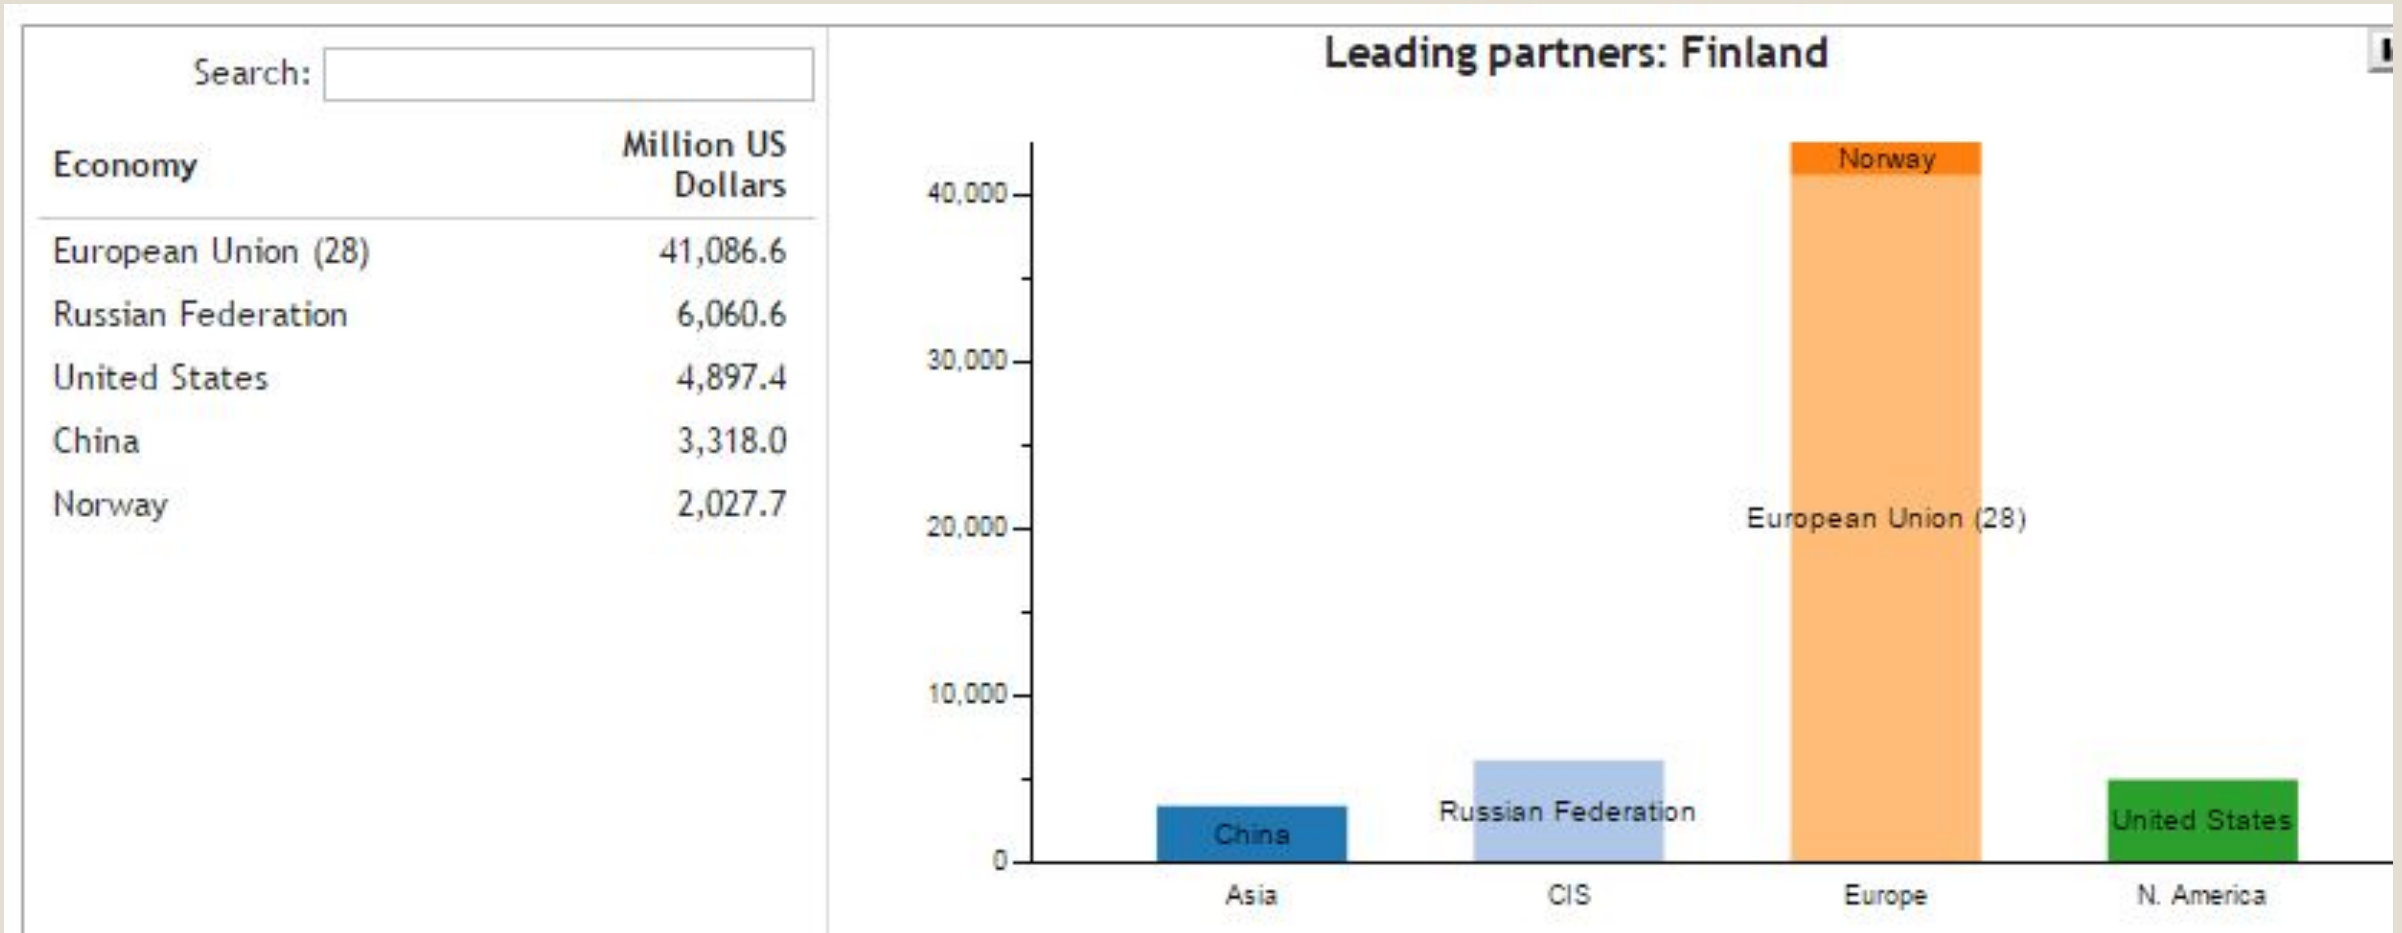 Search:
Economy
Million US
Dollars
European Union (28) 41,086.6
Russian Federation 6,060.6
United States 4,897.4
China 3,318.0
Norway 2,027.7
Leading partners: Finland
40,000
30,000
20,000
10,000
0
Norway
European Union (28)
Russian Federation
China
United States
Asia CIS Europe N. America